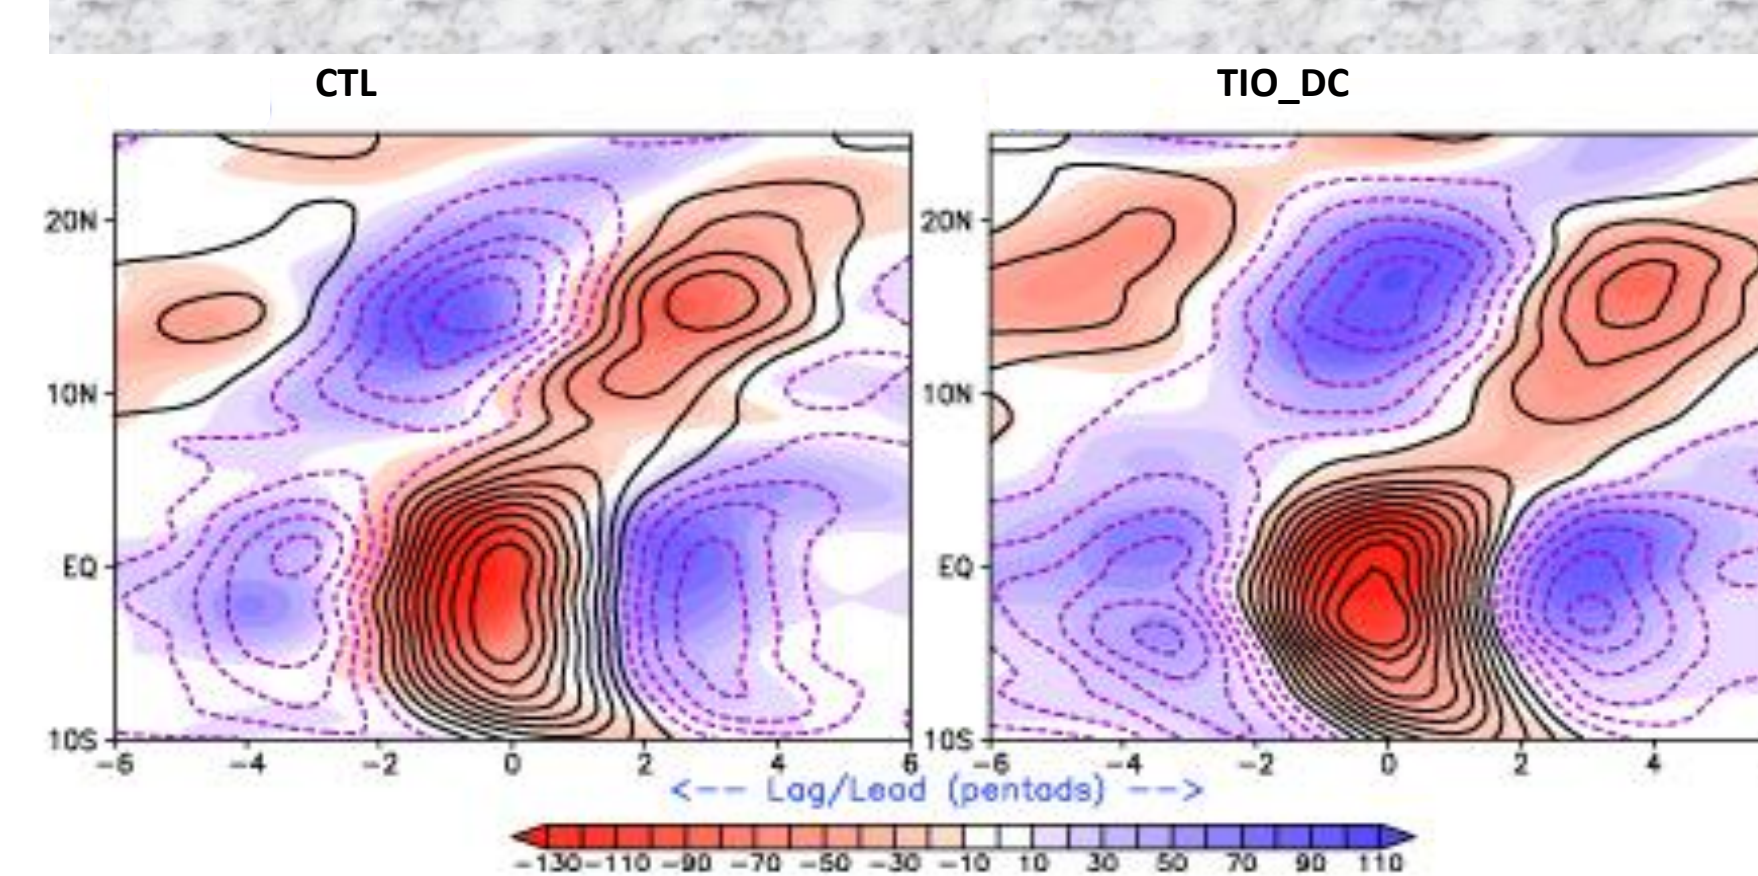 CTL TIO_DC
20N 20N
10N 10N
EQ EQ
10S 10S
-6 -4 -2 0 2 4 6 -6 -4 -2 0 2 4
<-- Lag/Lead (pentads) -->
-130 -110 -90 -70 -50 -30 -10 10 30 50 70 90 110